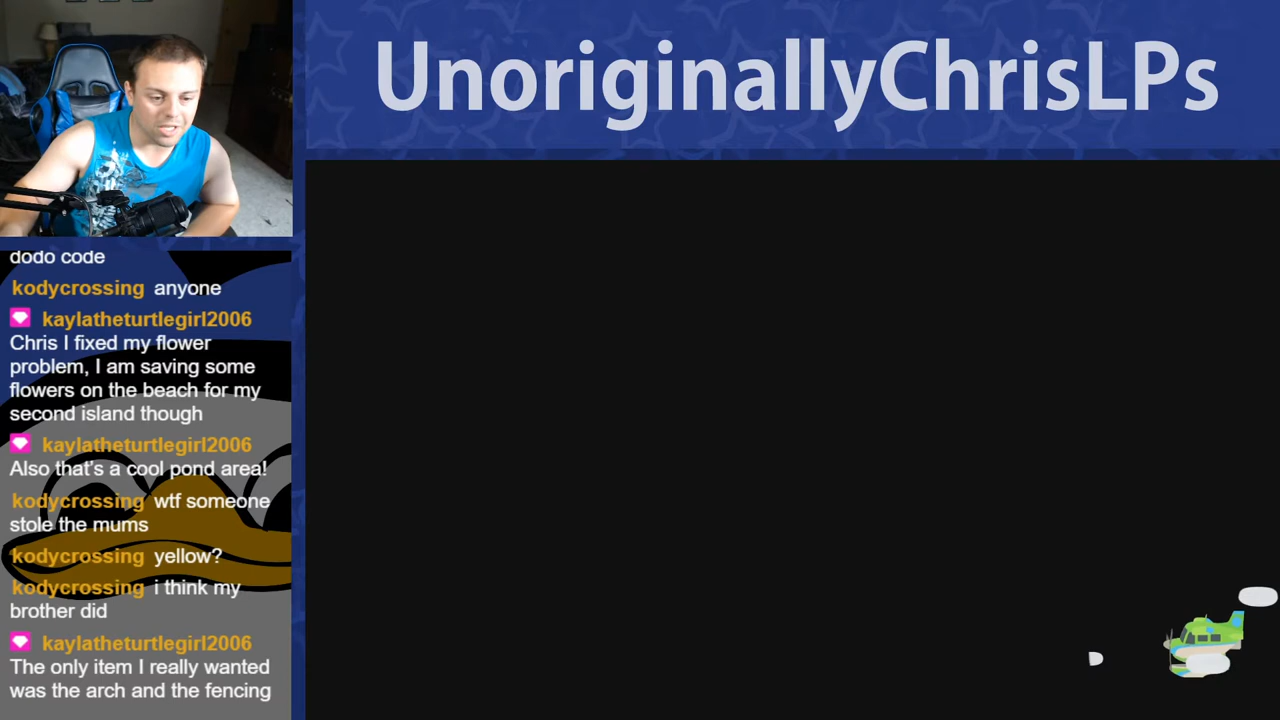 UnoriginallyChrisLPs
dodo code
kodycrossing anyone
kaylatheturtlegirl2006
Chris I fixed my flower
problem, I am saving some
flowers on the beach for my
second island though
kaylatheturtlegirl2006
Also that's a cool pond area!
kodycrossing wtf someone
stole the mums
kodycrossing yellow?
kodycrossing i think my
brother did
kaylatheturtlegirl2006
The only item I really wanted
was the arch and the fencing